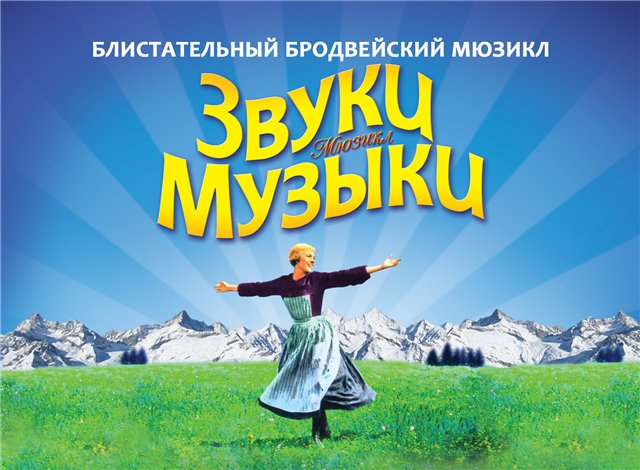 БЛИСТАТЕЛЬНЫЙ БРОДВЕЙСКИЙ МЮЗИКЛ
ЗВУКИ
Мюзикл
МУЗЫКИ